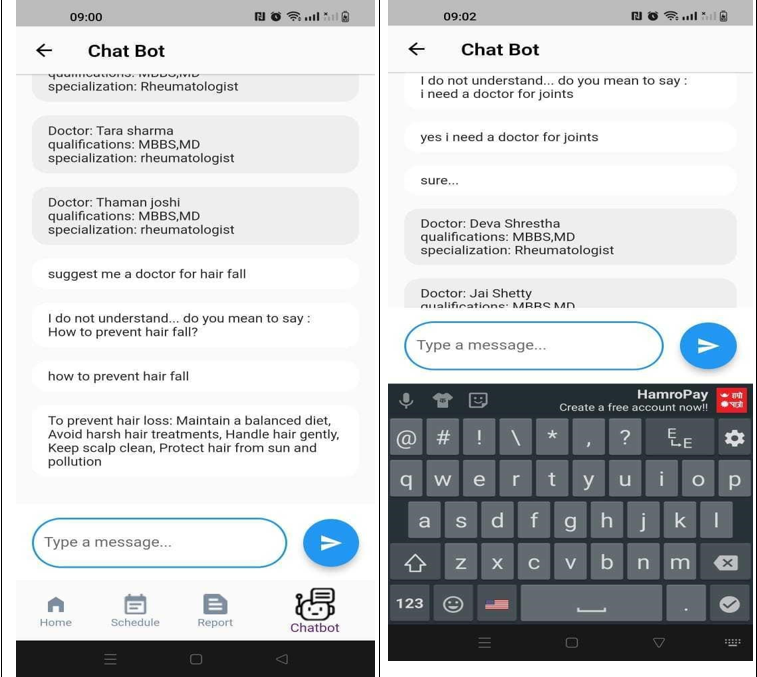 09:00
Chat Bot
qualifications: MBBS,MD
specialization: Rheumatologist
Doctor: Tara sharma
qualifications: MBBS,MD
specialization: rheumatologist
Doctor: Thaman joshi
qualifications: MBBS,MD
specialization: rheumatologist
suggest me a doctor for hair fall
I do not understand... do you mean to say :
How to prevent hair fall?
how to prevent hair fall
To prevent hair loss: Maintain a balanced diet,
Avoid harsh hair treatments, Handle hair gently,
Keep scalp clean, Protect hair from sun and
pollution
Type a message...
Home
Schedule
Report
Chatbot
09:02
Chat Bot
I do not understand... do you mean to say :
i need a doctor for joints
yes i need a doctor for joints
sure...
Doctor: Deva Shrestha
qualifications: MBBS,MD
specialization: Rheumatologist
Doctor: Jai Shetty
qualifications: MBBS,MD
Type a message...
HamroPay
Create a free account now!!
@ # ! \ * , ? E E
q w e r t y u i o p
a s d f g h j k l
z x c v b n m
123 .